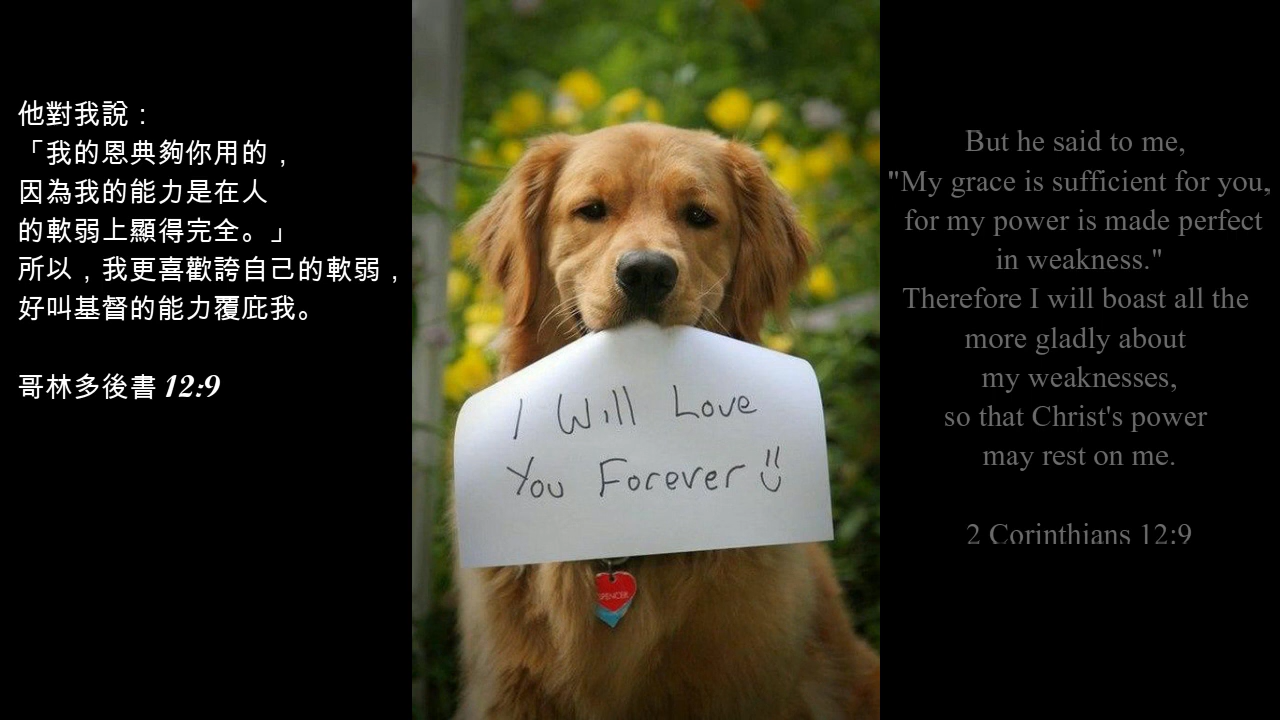 他對我說：
「我的恩典夠你用的，
因為我的能力是在人
的軟弱上顯得完全。」
所以，我更喜歡誇自己的軟弱，
好叫基督的能力覆庇我。
哥林多後書 12:9
I Will Love
You Forever
SPENCER
But he said to me,
"My grace is sufficient for you,
for my power is made perfect
in weakness."
Therefore I will boast all the
more gladly about
my weaknesses,
so that Christ's power
may rest on me.
2 Corinthians 12:9